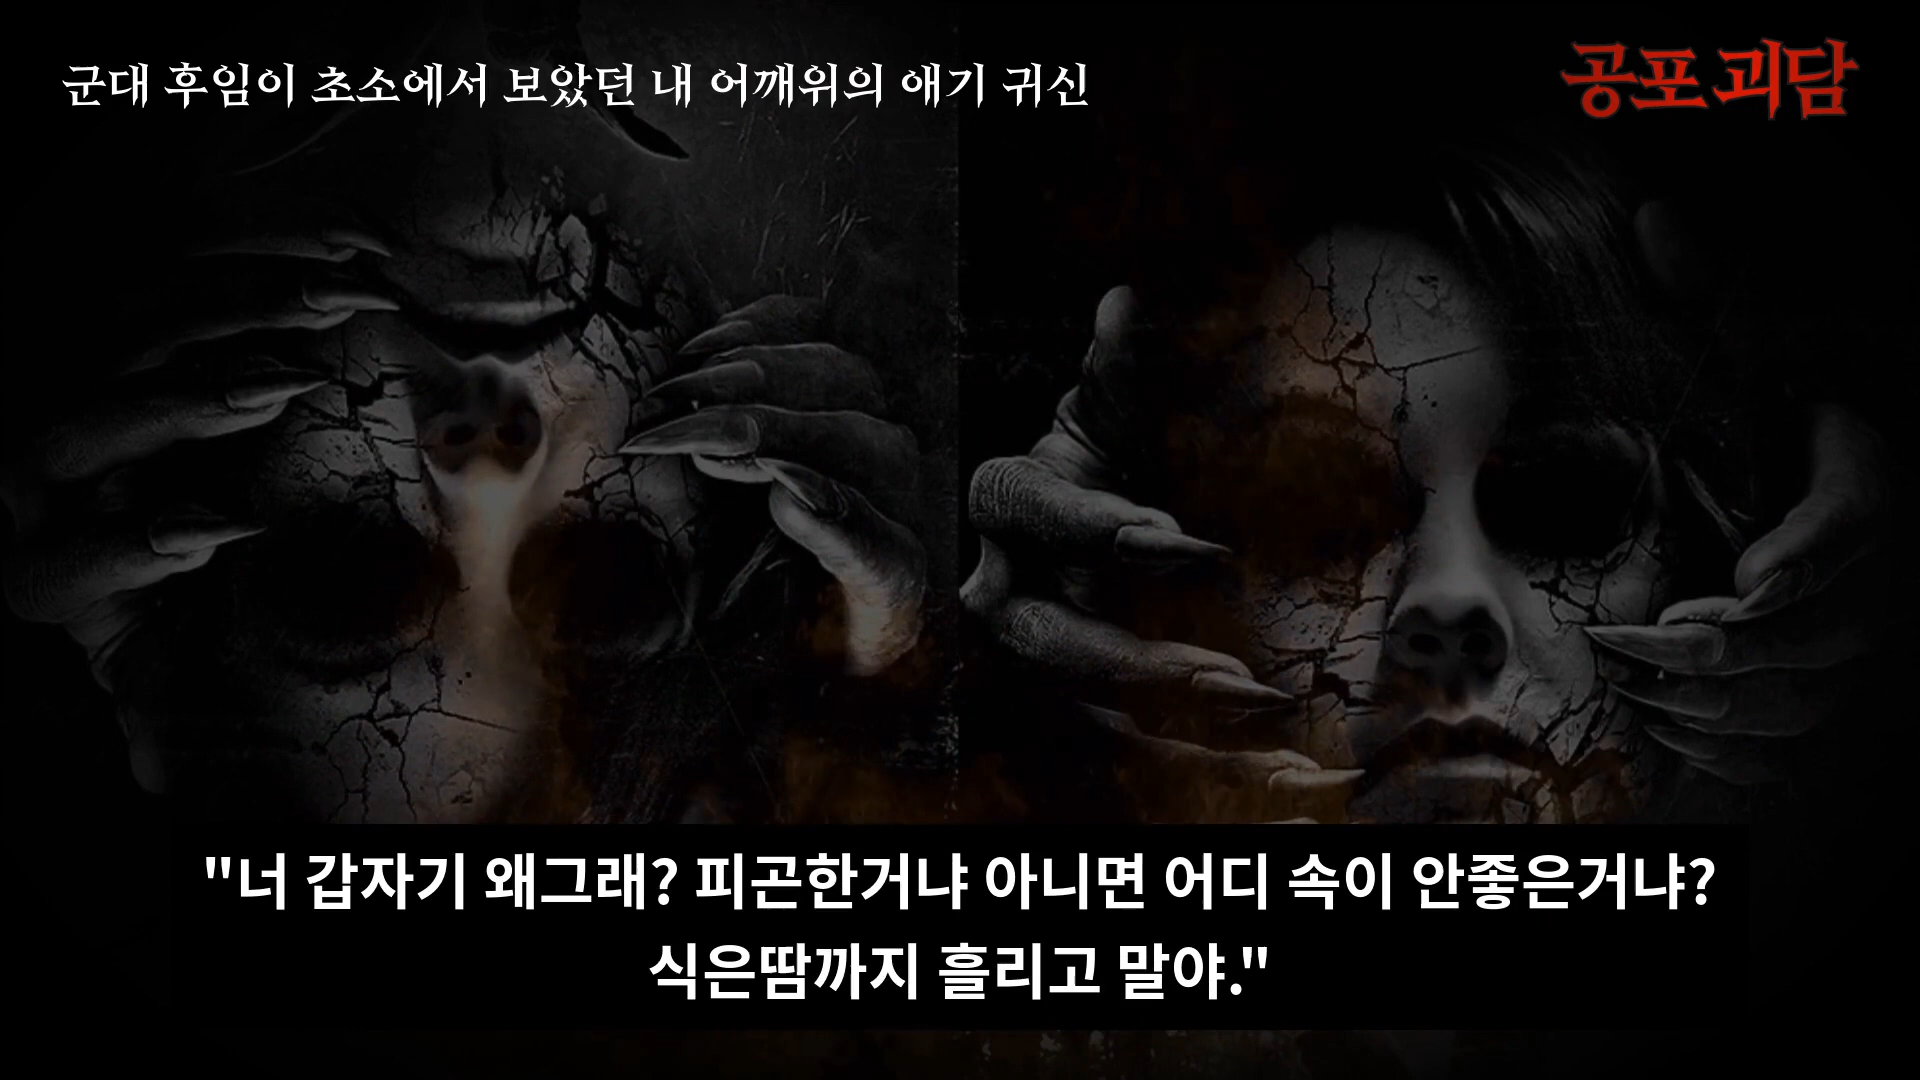 군대 후임이 초소에서 보았던 내 어깨위의 애기 귀신
공포괴담
"너 갑자기 왜그래? 피곤한거냐 아니면 어디 속이 안좋은거냐?
식은땀까지 흘리고 말야."